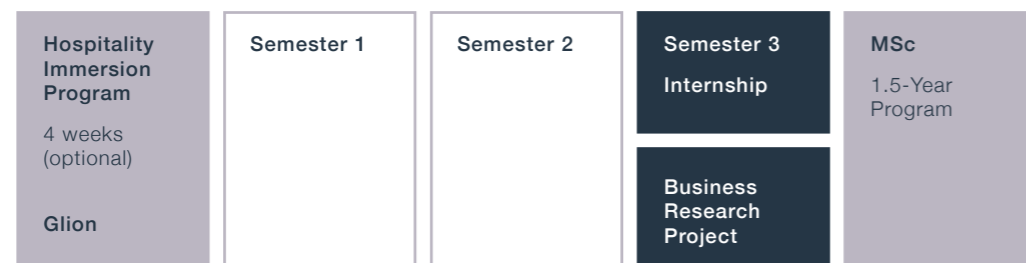 Hospitality
Immersion
Program
4 weeks
(optional)
Glion
Semester 1
Semester 2
Semester 3
Internship
Business
Research
Project
MSc
1.5-Year
Program